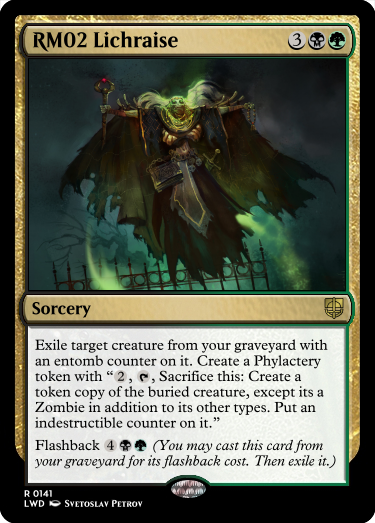 RM02 Lichraise 3
Sorcery
Exile target creature from your graveyard with
an entomb counter on it. Create a Phylactery
token with “2, , Sacrifice this: Create a
token copy of the buried creature, except its a
Zombie in addition to its other types. Put an
indestructible counter on it.”
Flashback 4 (You may cast this card from
your graveyard for its flashback cost. Then exile it.)
R 0141
LWD Svetoslav Petrov